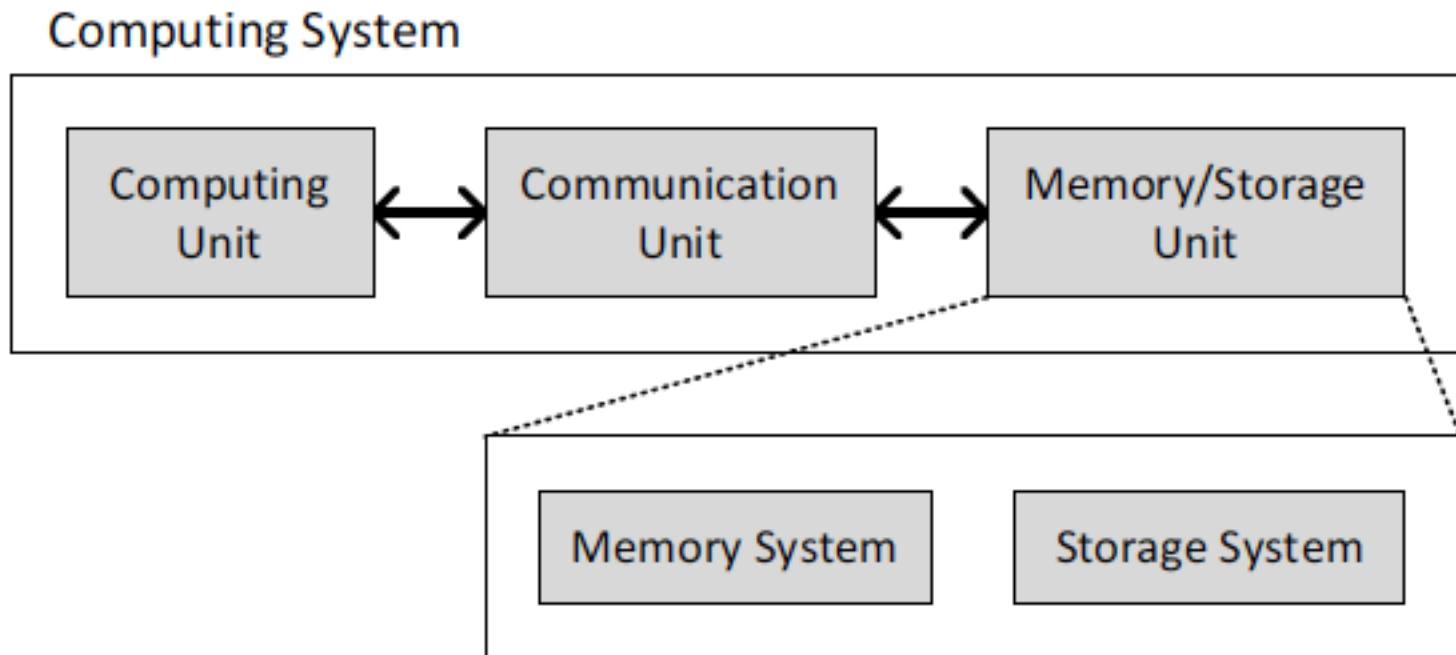 Computing System
Computing
Unit
Communication
Unit
Memory/Storage
Unit
Memory System
Storage System